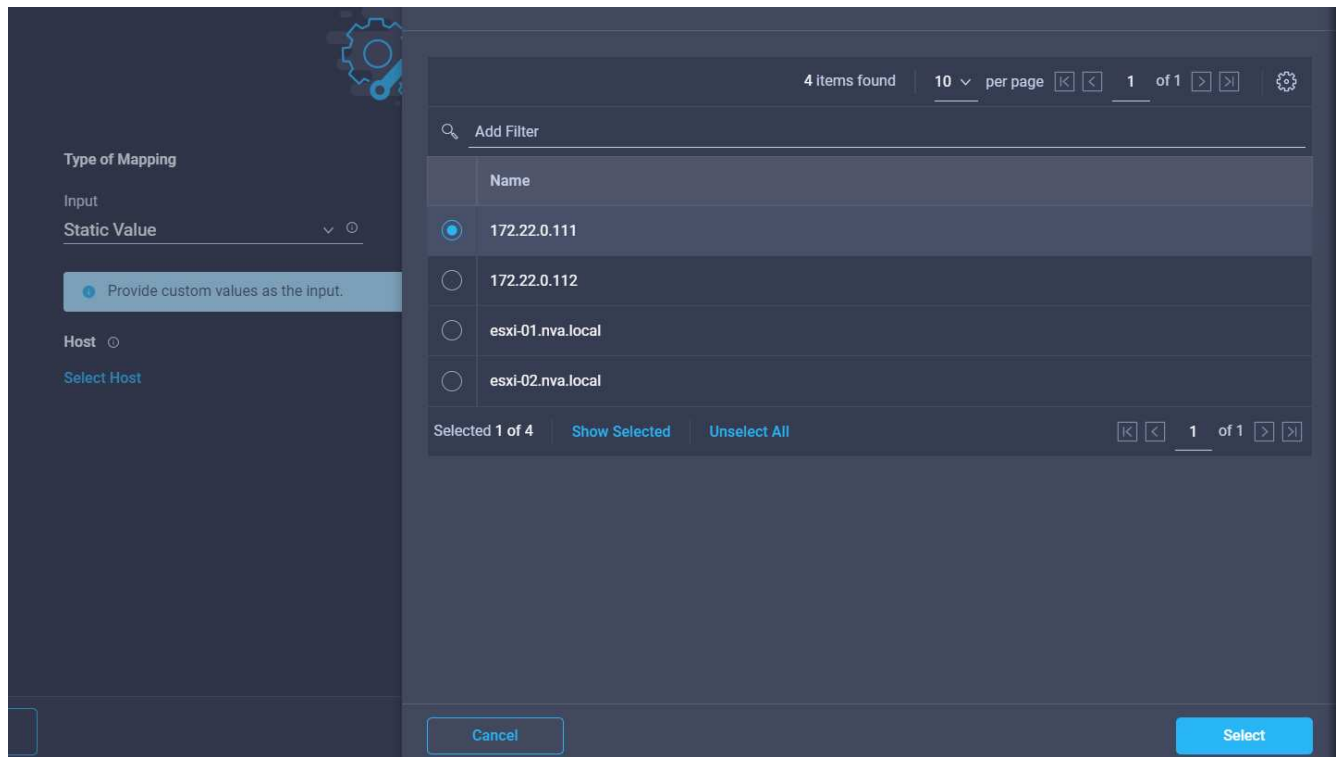 4 items found 10 per page 1 of 1
Add Filter
Type of Mapping
Name
Input
Static Value
172.22.0.111
172.22.0.112
Provide custom values as the input.
esxi-01.nva.local
Host
Select Host
esxi-02.nva.local
Selected 1 of 4 Show Selected Unselect All 1 of 1
Cancel Select